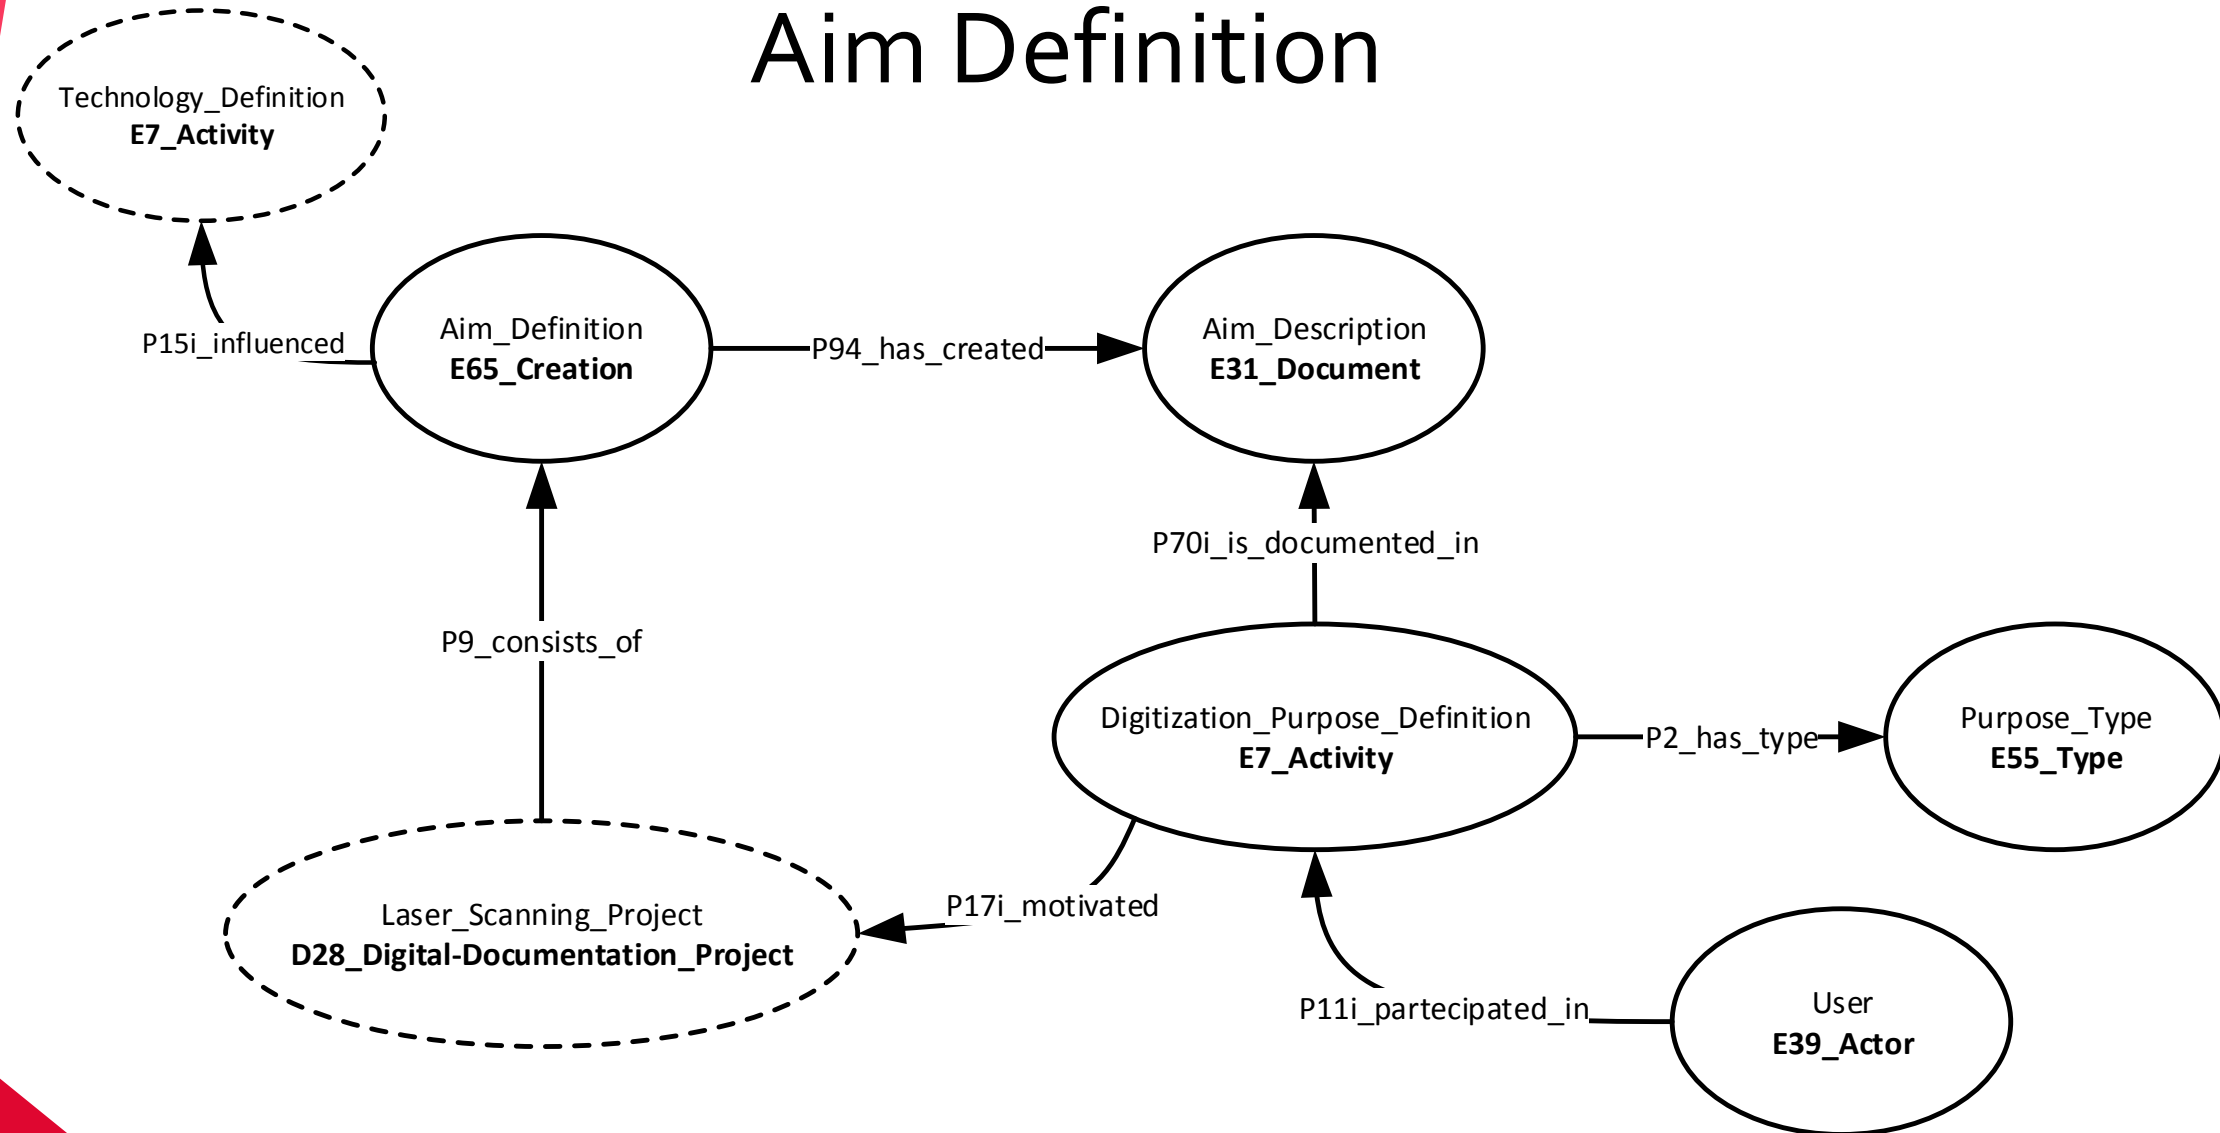 Aim Definition
Technology_Definition
E7_Activity
P15i_influenced
Aim_Definition
E65_Creation
P94_has_created
Aim_Description
E31_Document
P70i_is_documented_in
P9_consists_of
Digitization_Purpose_Definition
E7_Activity
P2_has_type
Purpose_Type
E55_Type
P17i_motivated
Laser_Scanning_Project
D28_Digital-Documentation_Project
P11i_partecipated_in
User
E39_Actor